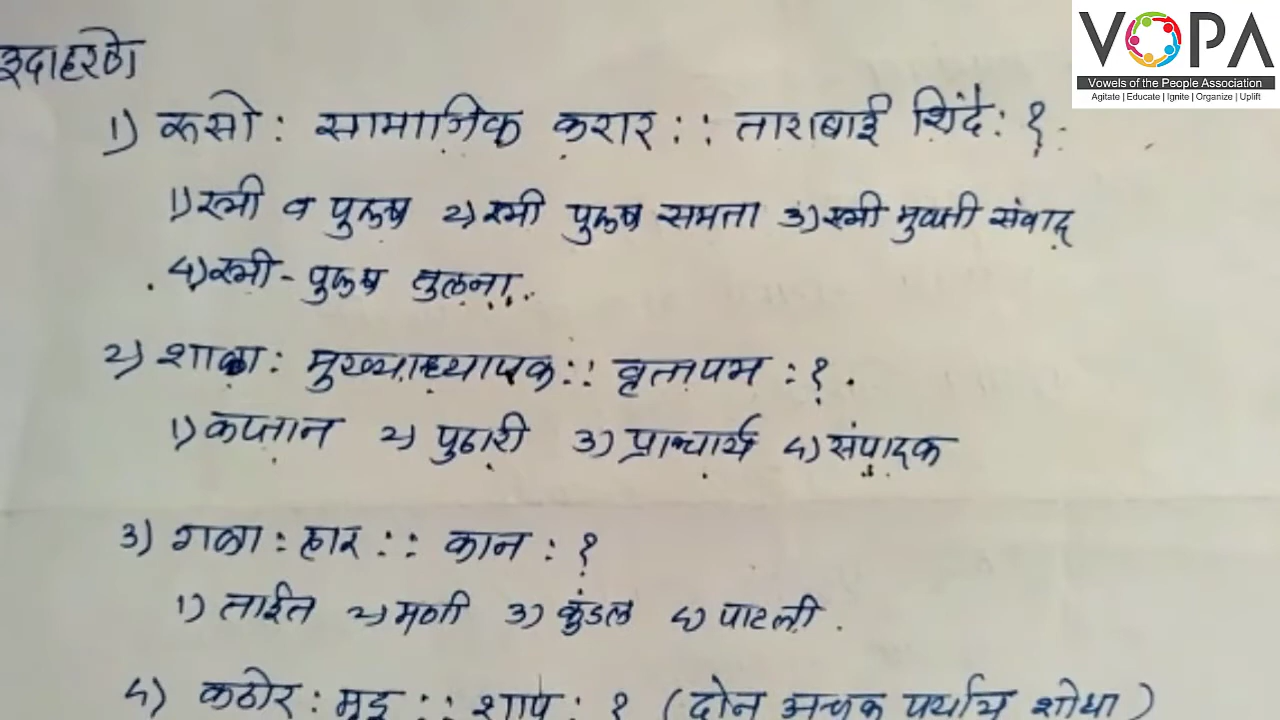 VOPA
Vowels of the People Association
Agitate | Educate | Ignite | Organize | Uplift
उदाहरणे
1) रूसो : सामाजिक करार : : ताराबाई शिंदे : ?
1) स्त्री व पुरुष 2) स्त्री पुरुष समता 3) स्त्री मुक्ती संवाद
4) स्त्री - पुरुष तुलना.
2) शाळा : मुख्याध्यापक : : वृत्तपत्र : ?
1) कप्तान 2) पुढारी 3) प्राचार्य 4) संपादक
3) गळा : हार : : कान : ?
1) ताईत 2) मणी 3) कुंडल 4) पाटली.
4) कठोर : मृदू : : शाप : ? (दोन अचूक पर्याय शोधा)